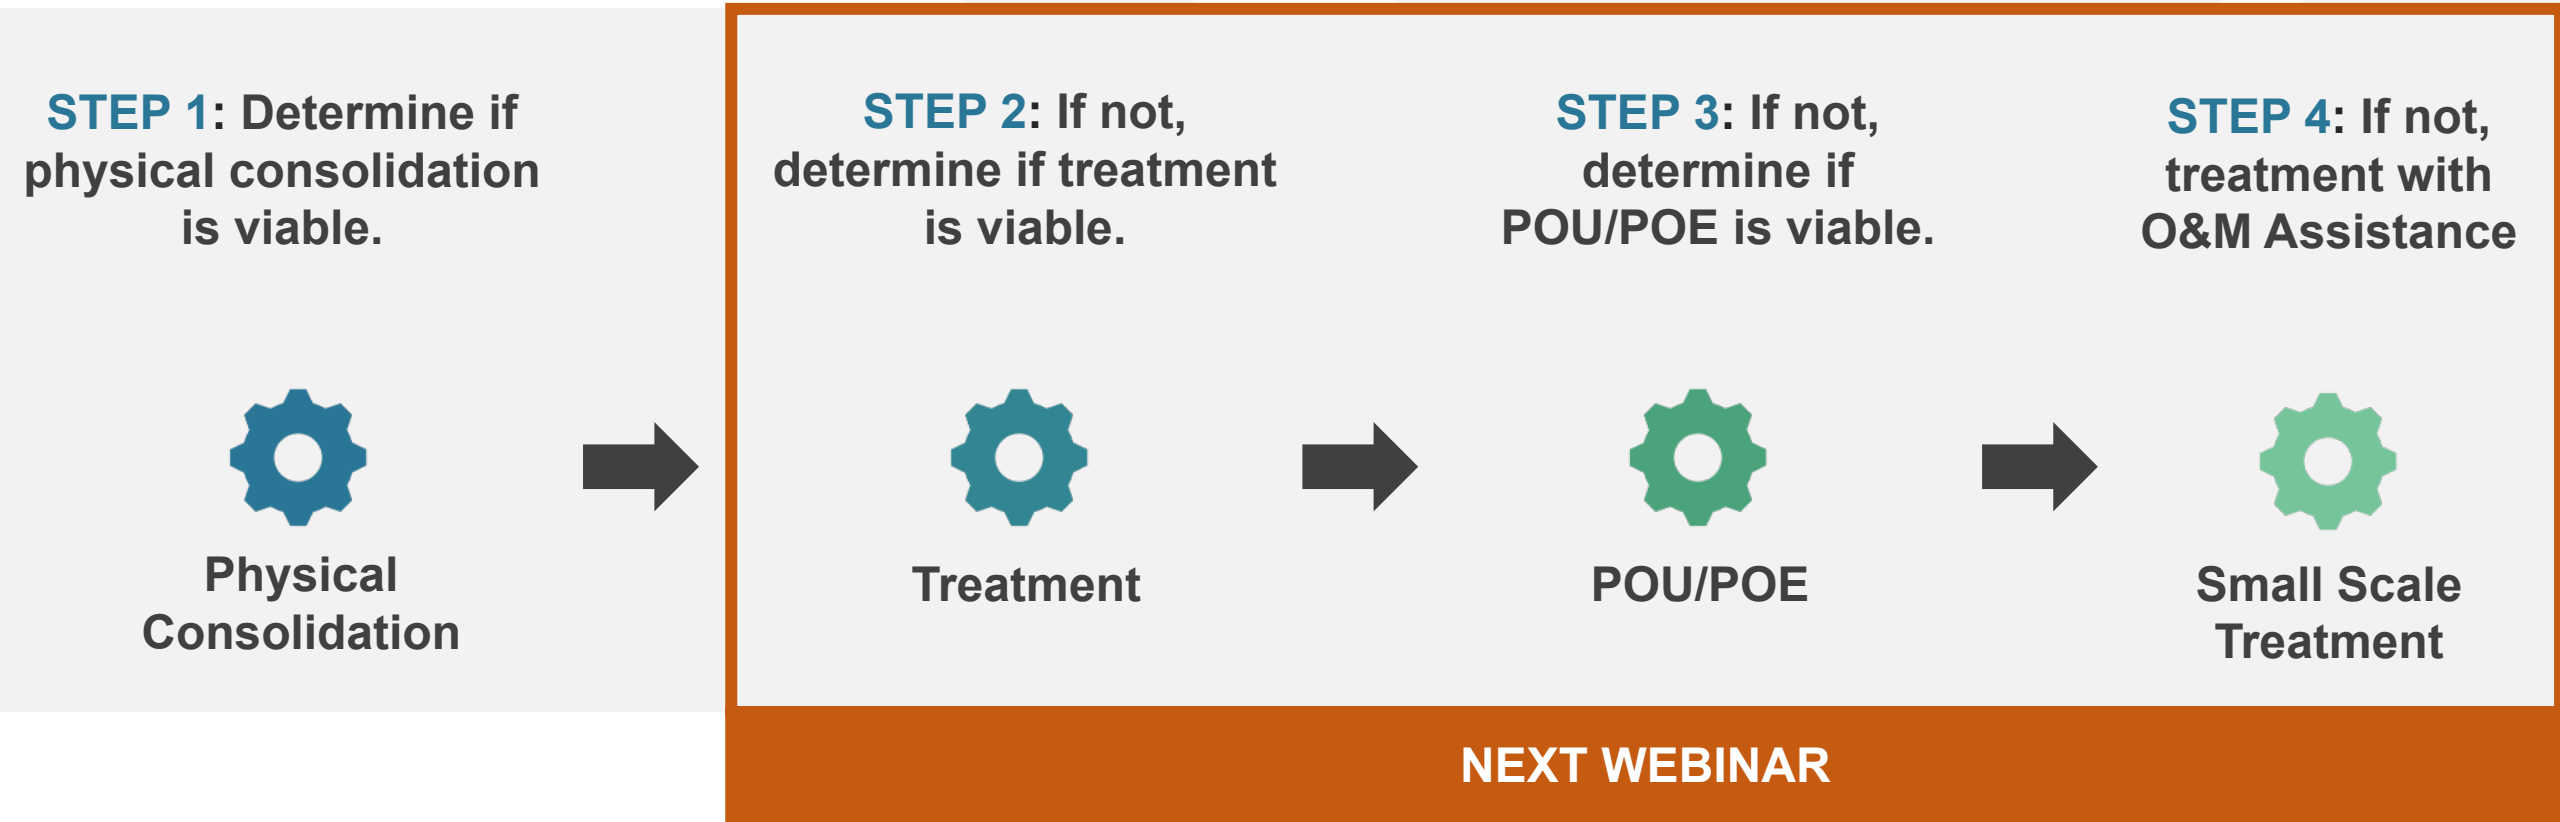 STEP 1: Determine if
physical consolidation
is viable.
Physical
Consolidation
STEP 2: If not,
determine if treatment
is viable.
Treatment
STEP 3: If not,
determine if
POU/POE is viable.
POU/POE
STEP 4: If not,
treatment with
O&M Assistance
Small Scale
Treatment
NEXT WEBINAR